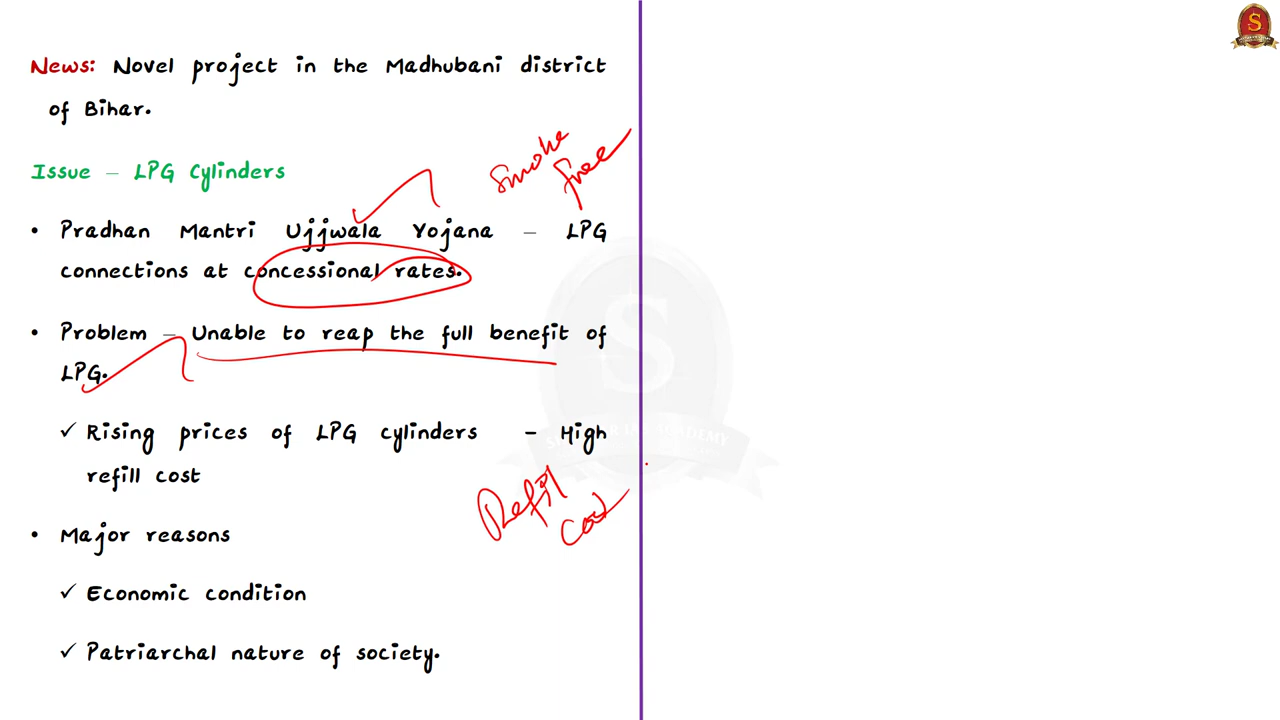 News: Novel project in the Madhubani district
of Bihar.
Smoke
free
Issue – LPG Cylinders
• Pradhan Mantri Ujjwala Yojana – LPG
connections at concessional rates.
• Problem – Unable to reap the full benefit of
LPG.
✓ Rising prices of LPG cylinders - High
refill cost
Refill
• Major reasons
✓ Economic condition
✓ Patriarchal nature of society.
S